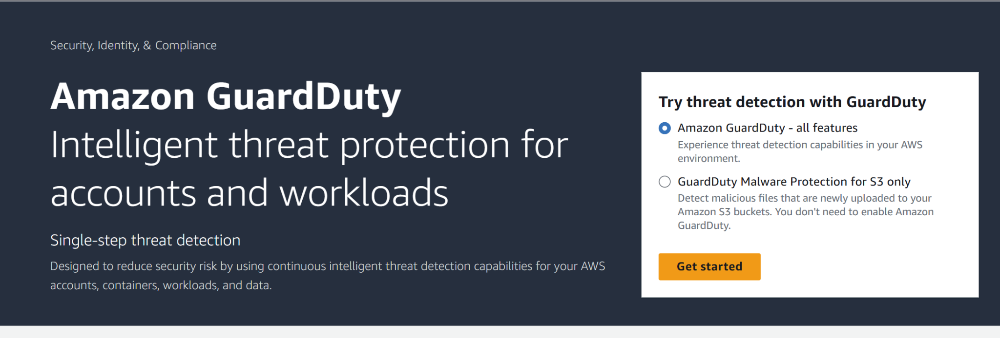 Security, Identity, & Compliance
Amazon GuardDuty
Intelligent threat protection for
accounts and workloads
Single-step threat detection
Designed to reduce security risk by using continuous intelligent threat detection capabilities for your AWS
accounts, containers, workloads, and data.
Try threat detection with GuardDuty
Amazon GuardDuty - all features
Experience threat detection capabilities in your AWS
environment.
GuardDuty Malware Protection for S3 only
Detect malicious files that are newly uploaded to your
Amazon S3 buckets. You don't need to enable Amazon
GuardDuty.
Get started